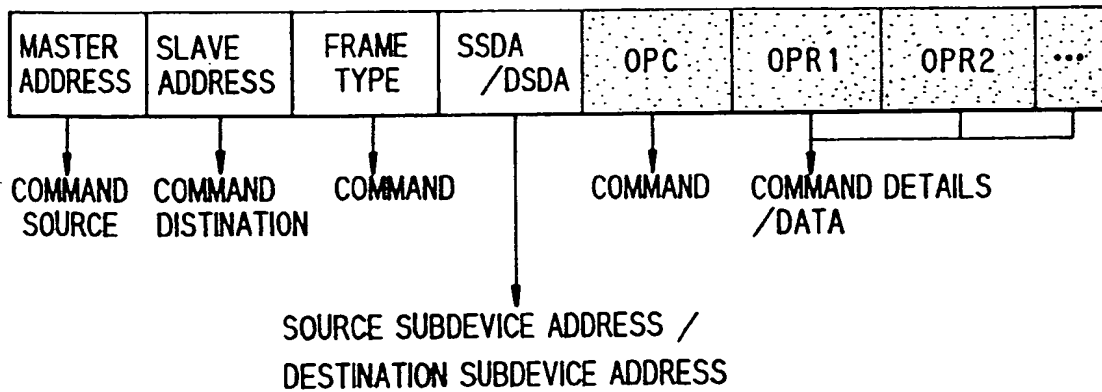 MASTER ADDRESS
SLAVE ADDRESS
FRAME TYPE
SSDA /DSDA
OPC
OPR1
OPR2
...
COMMAND SOURCE
COMMAND DISTINATION
COMMAND
COMMAND
COMMAND DETAILS /DATA
SOURCE SUBDEVICE ADDRESS /
DESTINATION SUBDEVICE ADDRESS